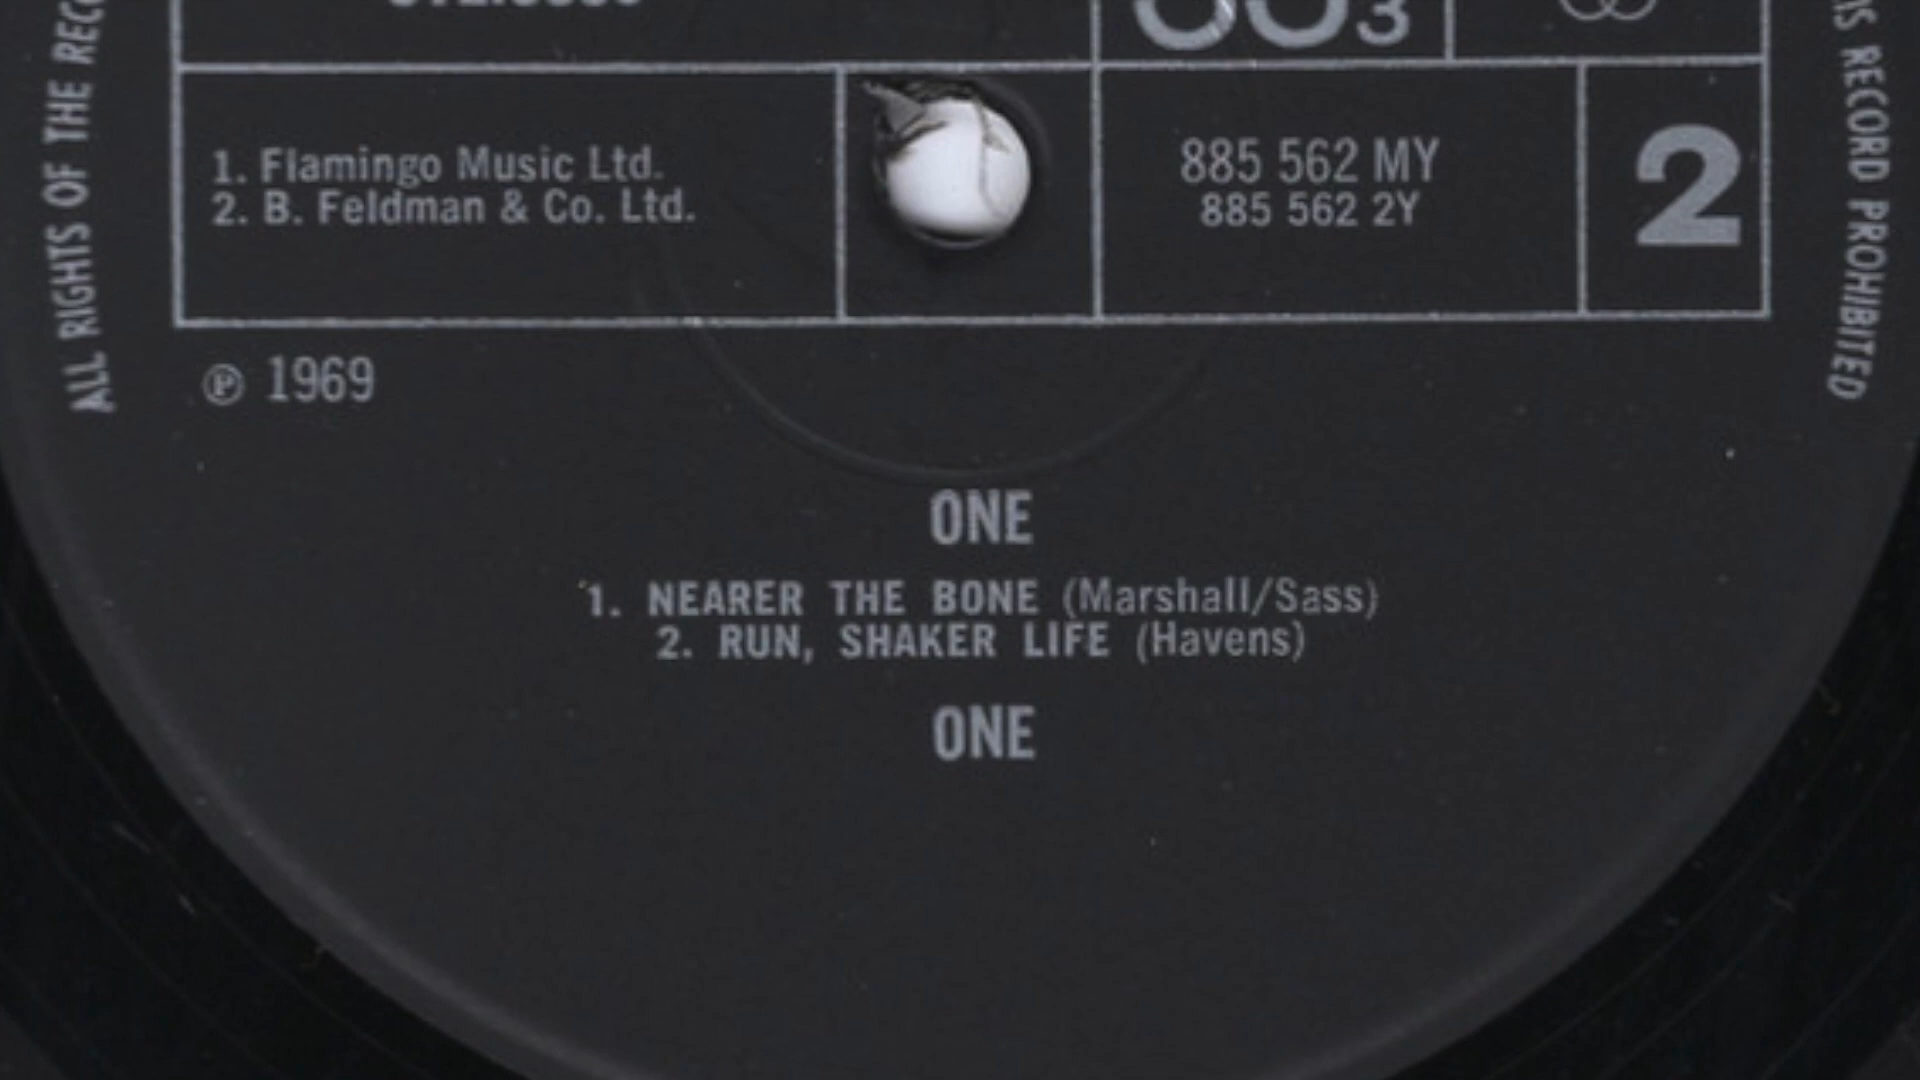 3
1. Flamingo Music Ltd.
2. B. Feldman & Co. Ltd.
885 562 MY
885 562 2Y
2
ALL RIGHTS OF THE
RECORD PROHIBITED
℗ 1969
ONE
1. NEARER THE BONE (Marshall/Sass)
2. RUN, SHAKER LIFE (Havens)
ONE